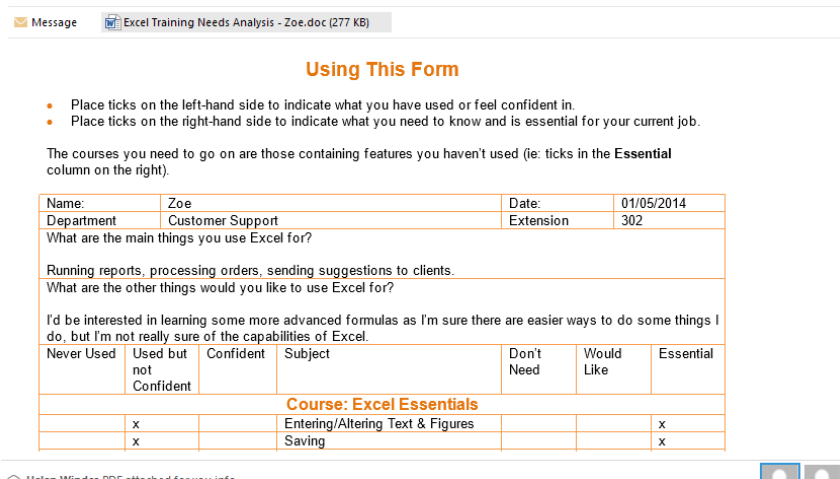 Message Excel Training Needs Analysis - Zoe.doc (277 KB)
Using This Form
Place ticks on the left-hand side to indicate what you have used or feel confident in.
Place ticks on the right-hand side to indicate what you need to know and is essential for your current job.
The courses you need to go on are those containing features you haven't used (ie: ticks in the Essential
column on the right).
Name: Zoe Date: 01/05/2014
Department Customer Support Extension 302
What are the main things you use Excel for?
Running reports, processing orders, sending suggestions to clients.
What are the other things would you like to use Excel for?
I'd be interested in learning some more advanced formulas as I'm sure there are easier ways to do some things I
do, but I'm not really sure of the capabilities of Excel.
Never Used Used but Confident Subject Don't Would Essential
not Need Like
Confident
Course: Excel Essentials
x Entering/Altering Text & Figures x
x Saving x